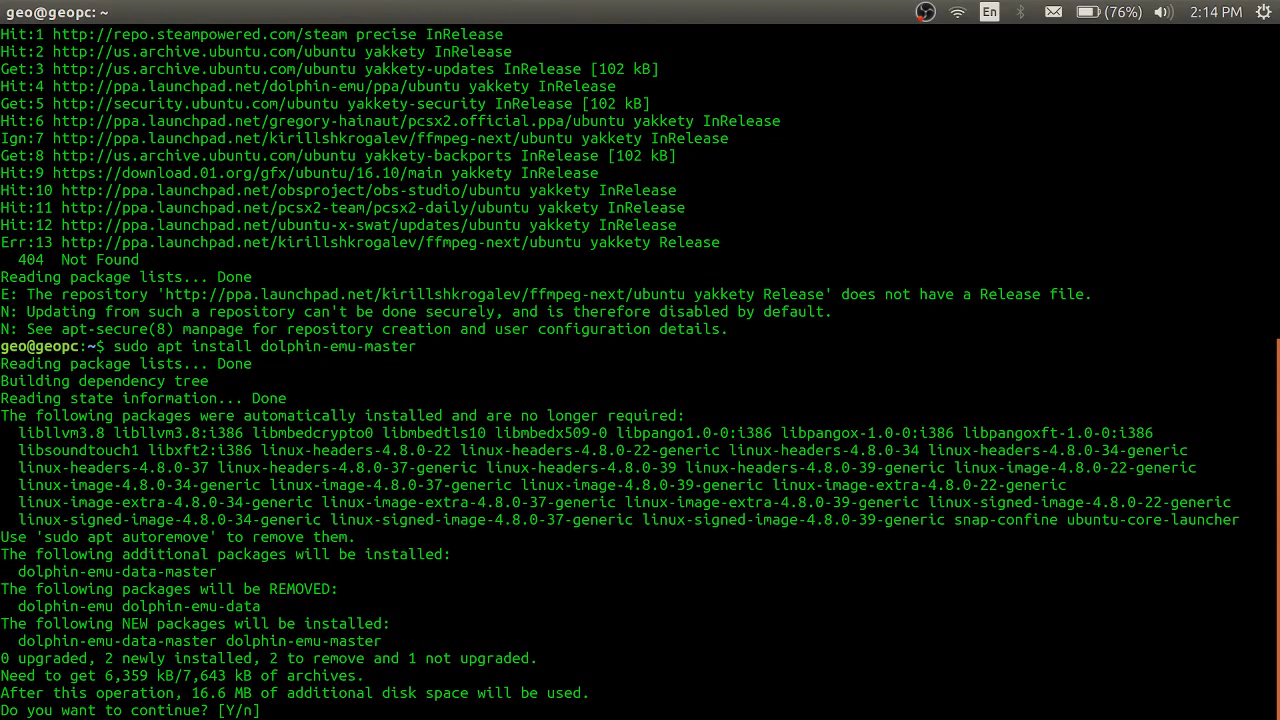 geo@geopc: ~
En
(76%)
2:14 PM
Hit:1 http://repo.steampowered.com/steam precise InRelease
Hit:2 http://us.archive.ubuntu.com/ubuntu yakkety InRelease
Get:3 http://us.archive.ubuntu.com/ubuntu yakkety-updates InRelease [102 kB]
Hit:4 http://ppa.launchpad.net/dolphin-emu/ppa/ubuntu yakkety InRelease
Get:5 http://security.ubuntu.com/ubuntu yakkety-security InRelease [102 kB]
Hit:6 http://ppa.launchpad.net/gregory-hainaut/pcsx2.official.ppa/ubuntu yakkety InRelease
Ign:7 http://ppa.launchpad.net/kirillshkrogalev/ffmpeg-next/ubuntu yakkety InRelease
Get:8 http://us.archive.ubuntu.com/ubuntu yakkety-backports InRelease [102 kB]
Hit:9 https://download.01.org/gfx/ubuntu/16.10/main yakkety InRelease
Hit:10 http://ppa.launchpad.net/obsproject/obs-studio/ubuntu yakkety InRelease
Hit:11 http://ppa.launchpad.net/pcsx2-team/pcsx2-daily/ubuntu yakkety InRelease
Hit:12 http://ppa.launchpad.net/ubuntu-x-swat/updates/ubuntu yakkety InRelease
Err:13 http://ppa.launchpad.net/kirillshkrogalev/ffmpeg-next/ubuntu yakkety Release
  404  Not Found
Reading package lists... Done
E: The repository 'http://ppa.launchpad.net/kirillshkrogalev/ffmpeg-next/ubuntu yakkety Release' does not have a Release file.
N: Updating from such a repository can't be done securely, and is therefore disabled by default.
N: See apt-secure(8) manpage for repository creation and user configuration details.
geo@geopc:~$ sudo apt install dolphin-emu-master
Reading package lists... Done
Building dependency tree
Reading state information... Done
The following packages were automatically installed and are no longer required:
  libllvm3.8 libllvm3.8:i386 libmbedcrypto0 libmbedtls10 libmbedx509-0 libpango1.0-0:i386 libpangox-1.0-0:i386 libpangoxft-1.0-0:i386
  libsoundtouch1 libxft2:i386 linux-headers-4.8.0-22 linux-headers-4.8.0-22-generic linux-headers-4.8.0-34 linux-headers-4.8.0-34-generic
  linux-headers-4.8.0-37 linux-headers-4.8.0-37-generic linux-headers-4.8.0-39 linux-headers-4.8.0-39-generic linux-image-4.8.0-22-generic
  linux-image-4.8.0-34-generic linux-image-4.8.0-37-generic linux-image-4.8.0-39-generic linux-image-extra-4.8.0-22-generic
  linux-image-extra-4.8.0-34-generic linux-image-extra-4.8.0-37-generic linux-image-extra-4.8.0-39-generic linux-signed-image-4.8.0-22-generic
  linux-signed-image-4.8.0-34-generic linux-signed-image-4.8.0-37-generic linux-signed-image-4.8.0-39-generic snap-confine ubuntu-core-launcher
Use 'sudo apt autoremove' to remove them.
The following additional packages will be installed:
  dolphin-emu-data-master
The following packages will be REMOVED:
  dolphin-emu dolphin-emu-data
The following NEW packages will be installed:
  dolphin-emu-data-master dolphin-emu-master
0 upgraded, 2 newly installed, 2 to remove and 1 not upgraded.
Need to get 6,359 kB/7,643 kB of archives.
After this operation, 16.6 MB of additional disk space will be used.
Do you want to continue? [Y/n]